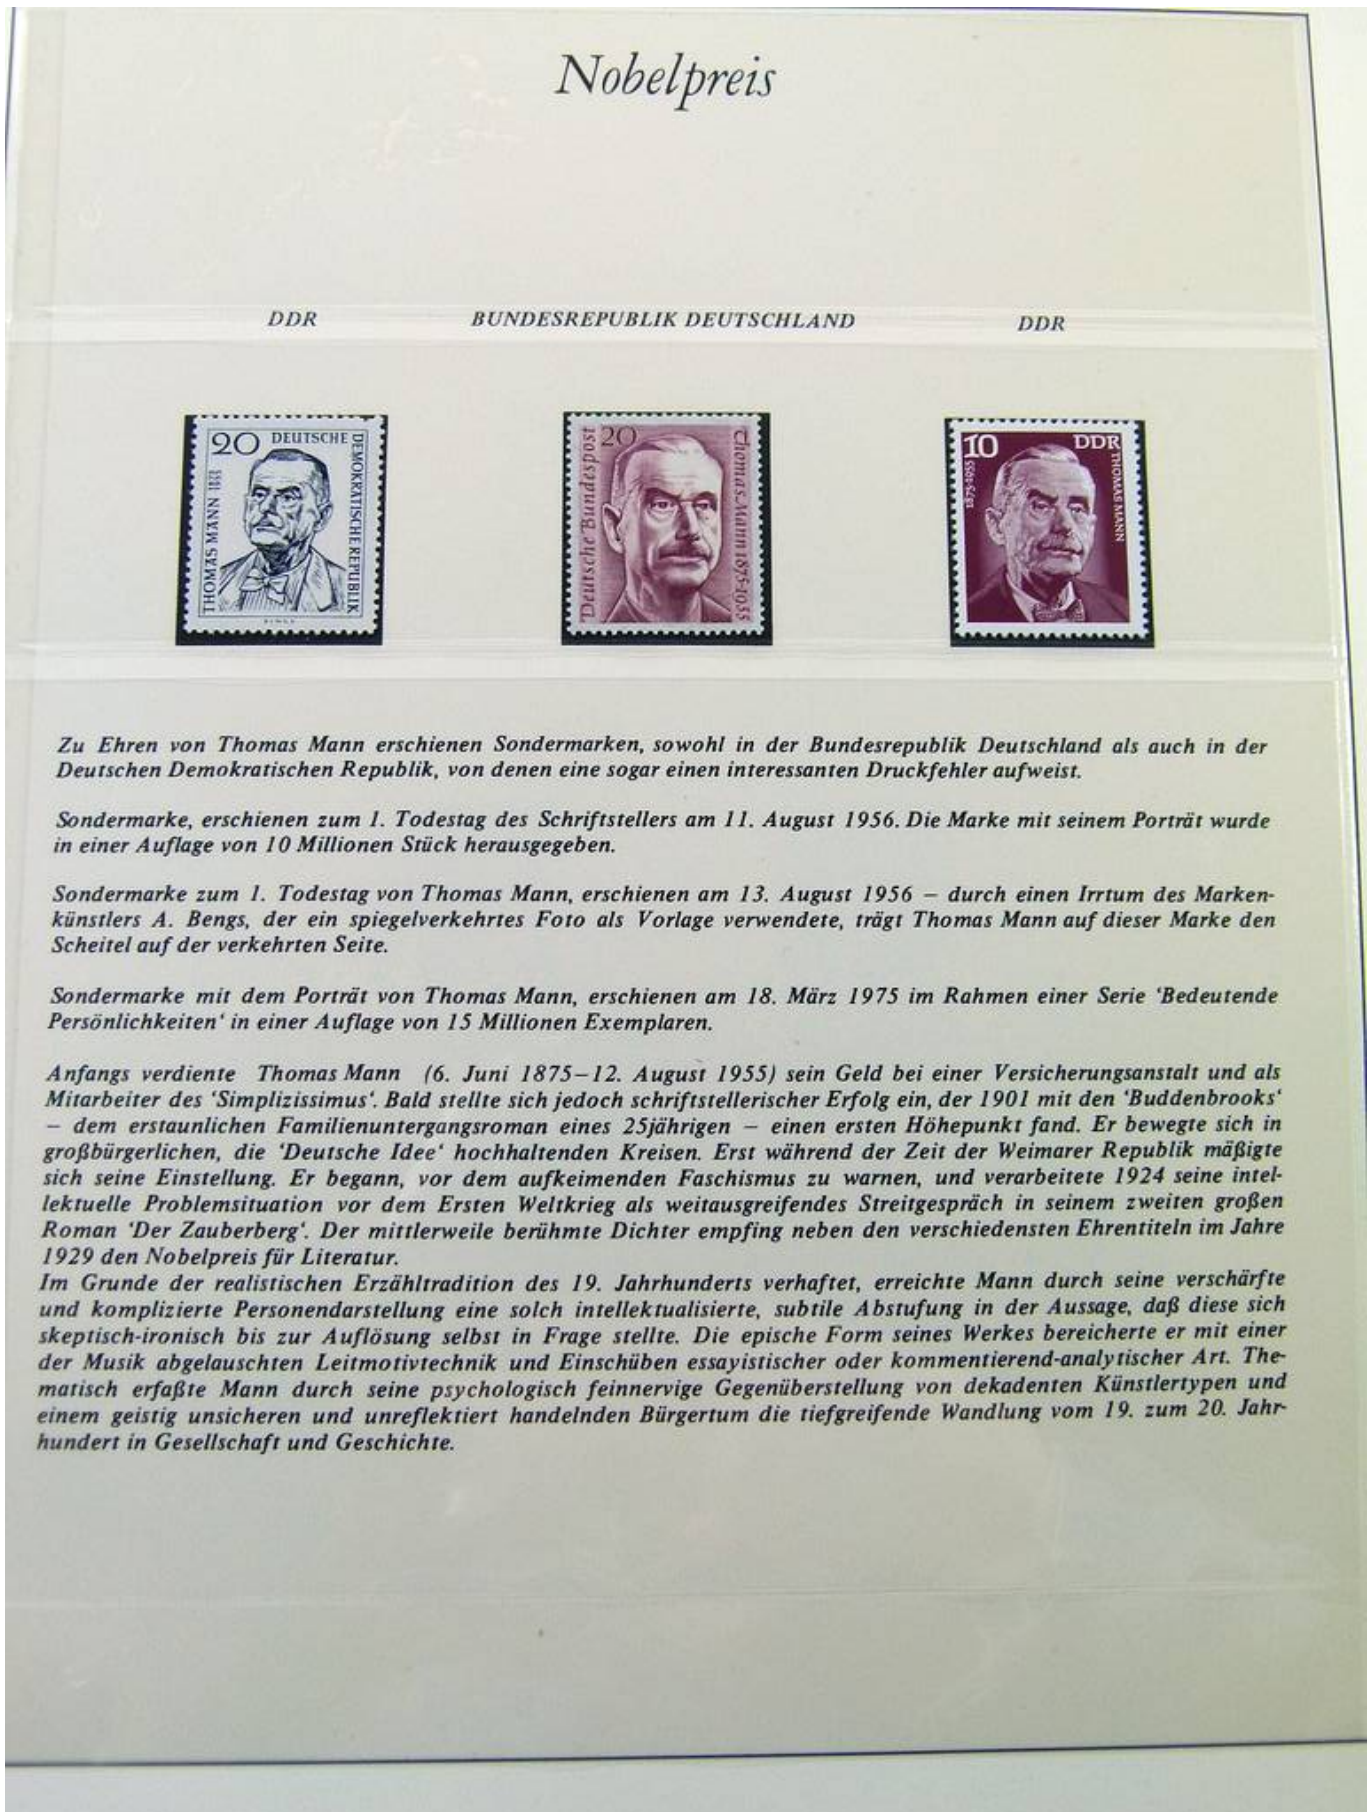 Nobelpreis
DDR
BUNDESREPUBLIK DEUTSCHLAND
DDR
20 DEUTSCHE
DEMOKRATISCHE REPUBLIK
THOMAS MANN
Deutsche Bundespost
20
Thomas Mann 1875-1955
10 DDR
1875-1955
THOMAS MANN
Zu Ehren von Thomas Mann erschienen Sondermarken, sowohl in der Bundesrepublik Deutschland als auch in der
Deutschen Demokratischen Republik, von denen eine sogar einen interessanten Druckfehler aufweist.
Sondermarke, erschienen zum 1. Todestag des Schriftstellers am 11. August 1956. Die Marke mit seinem Porträt wurde
in einer Auflage von 10 Millionen Stück herausgegeben.
Sondermarke zum 1. Todestag von Thomas Mann, erschienen am 13. August 1956 – durch einen Irrtum des Marken-
künstlers A. Bengs, der ein spiegelverkehrtes Foto als Vorlage verwendete, trägt Thomas Mann auf dieser Marke den
Scheitel auf der verkehrten Seite.
Sondermarke mit dem Porträt von Thomas Mann, erschienen am 18. März 1975 im Rahmen einer Serie ‘Bedeutende
Persönlichkeiten‘ in einer Auflage von 15 Millionen Exemplaren.
Anfangs verdiente Thomas Mann (6. Juni 1875–12. August 1955) sein Geld bei einer Versicherungsanstalt und als
Mitarbeiter des ‘Simplizissimus‘. Bald stellte sich jedoch schriftstellerischer Erfolg ein, der 1901 mit den ‘Buddenbrooks‘
– dem erstaunlichen Familienuntergangsroman eines 25jährigen – einen ersten Höhepunkt fand. Er bewegte sich in
großbürgerlichen, die ‘Deutsche Idee‘ hochhaltenden Kreisen. Erst während der Zeit der Weimarer Republik mäßigte
sich seine Einstellung. Er begann, vor dem aufkeimenden Faschismus zu warnen, und verarbeitete 1924 seine intel-
lektuelle Problemsituation vor dem Ersten Weltkrieg als weitausgreifendes Streitgespräch in seinem zweiten großen
Roman ‘Der Zauberberg‘. Der mittlerweile berühmte Dichter empfing neben den verschiedensten Ehrentiteln im Jahre
1929 den Nobelpreis für Literatur.
Im Grunde der realistischen Erzähltradition des 19. Jahrhunderts verhaftet, erreichte Mann durch seine verschärfte
und komplizierte Personendarstellung eine solch intellektualisierte, subtile Abstufung in der Aussage, daß diese sich
skeptisch-ironisch bis zur Auflösung selbst in Frage stellte. Die epische Form seines Werkes bereicherte er mit einer
der Musik abgelauschten Leitmotivtechnik und Einschüben essayistischer oder kommentierend-analytischer Art. The-
matisch erfaßte Mann durch seine psychologisch feinnervige Gegenüberstellung von dekadenten Künstlertypen und
einem geistig unsicheren und unreflektiert handelnden Bürgertum die tiefgreifende Wandlung vom 19. zum 20. Jahr-
hundert in Gesellschaft und Geschichte.